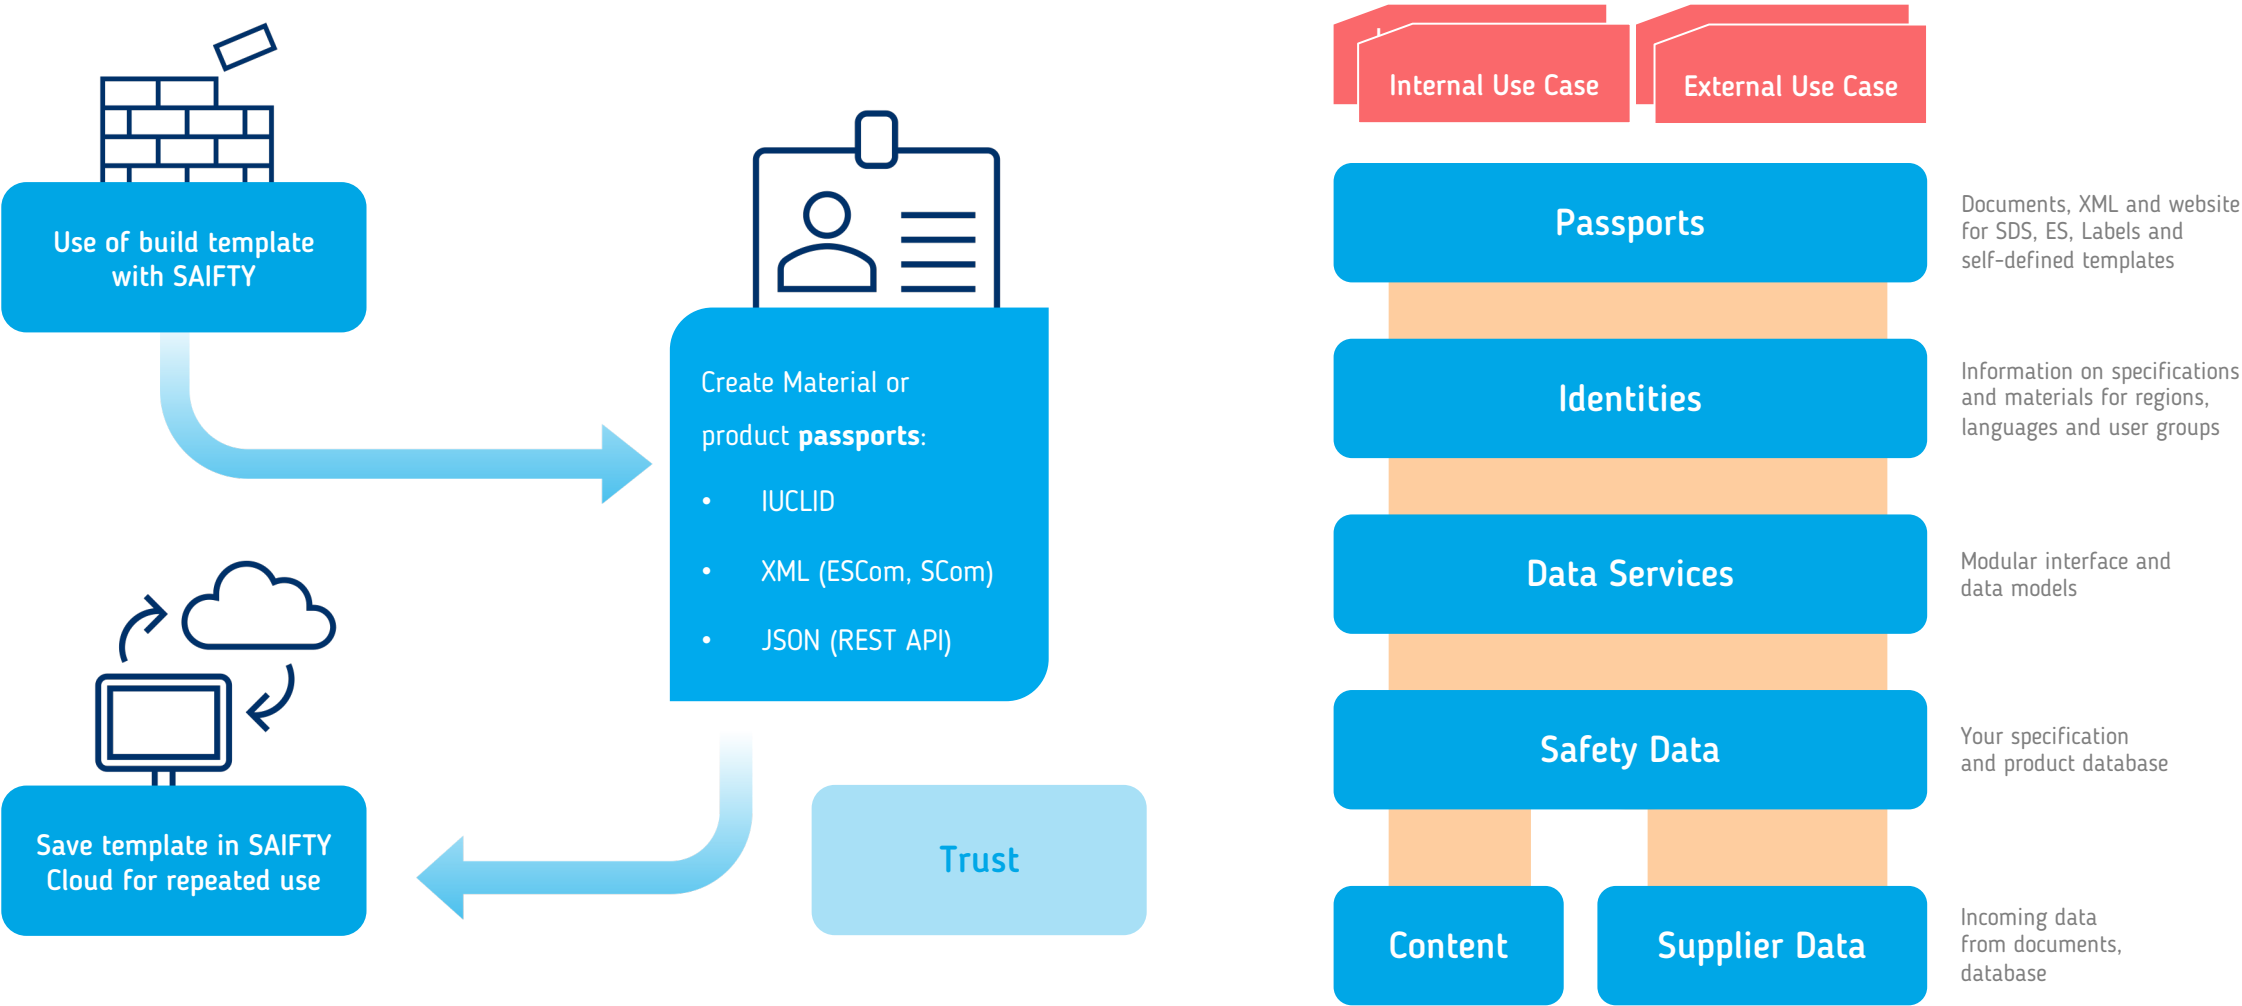 Use of build template
with SAIFTY
Create Material or
product passports:
• IUCLID
• XML (ESCom, SCom)
• JSON (REST API)
Save template in SAIFTY
Cloud for repeated use
Trust
Internal Use Case
External Use Case
Passports
Documents, XML and website
for SDS, ES, Labels and
self-defined templates
Identities
Information on specifications
and materials for regions,
languages and user groups
Data Services
Modular interface and
data models
Safety Data
Your specification
and product database
Content
Supplier Data
Incoming data
from documents,
database